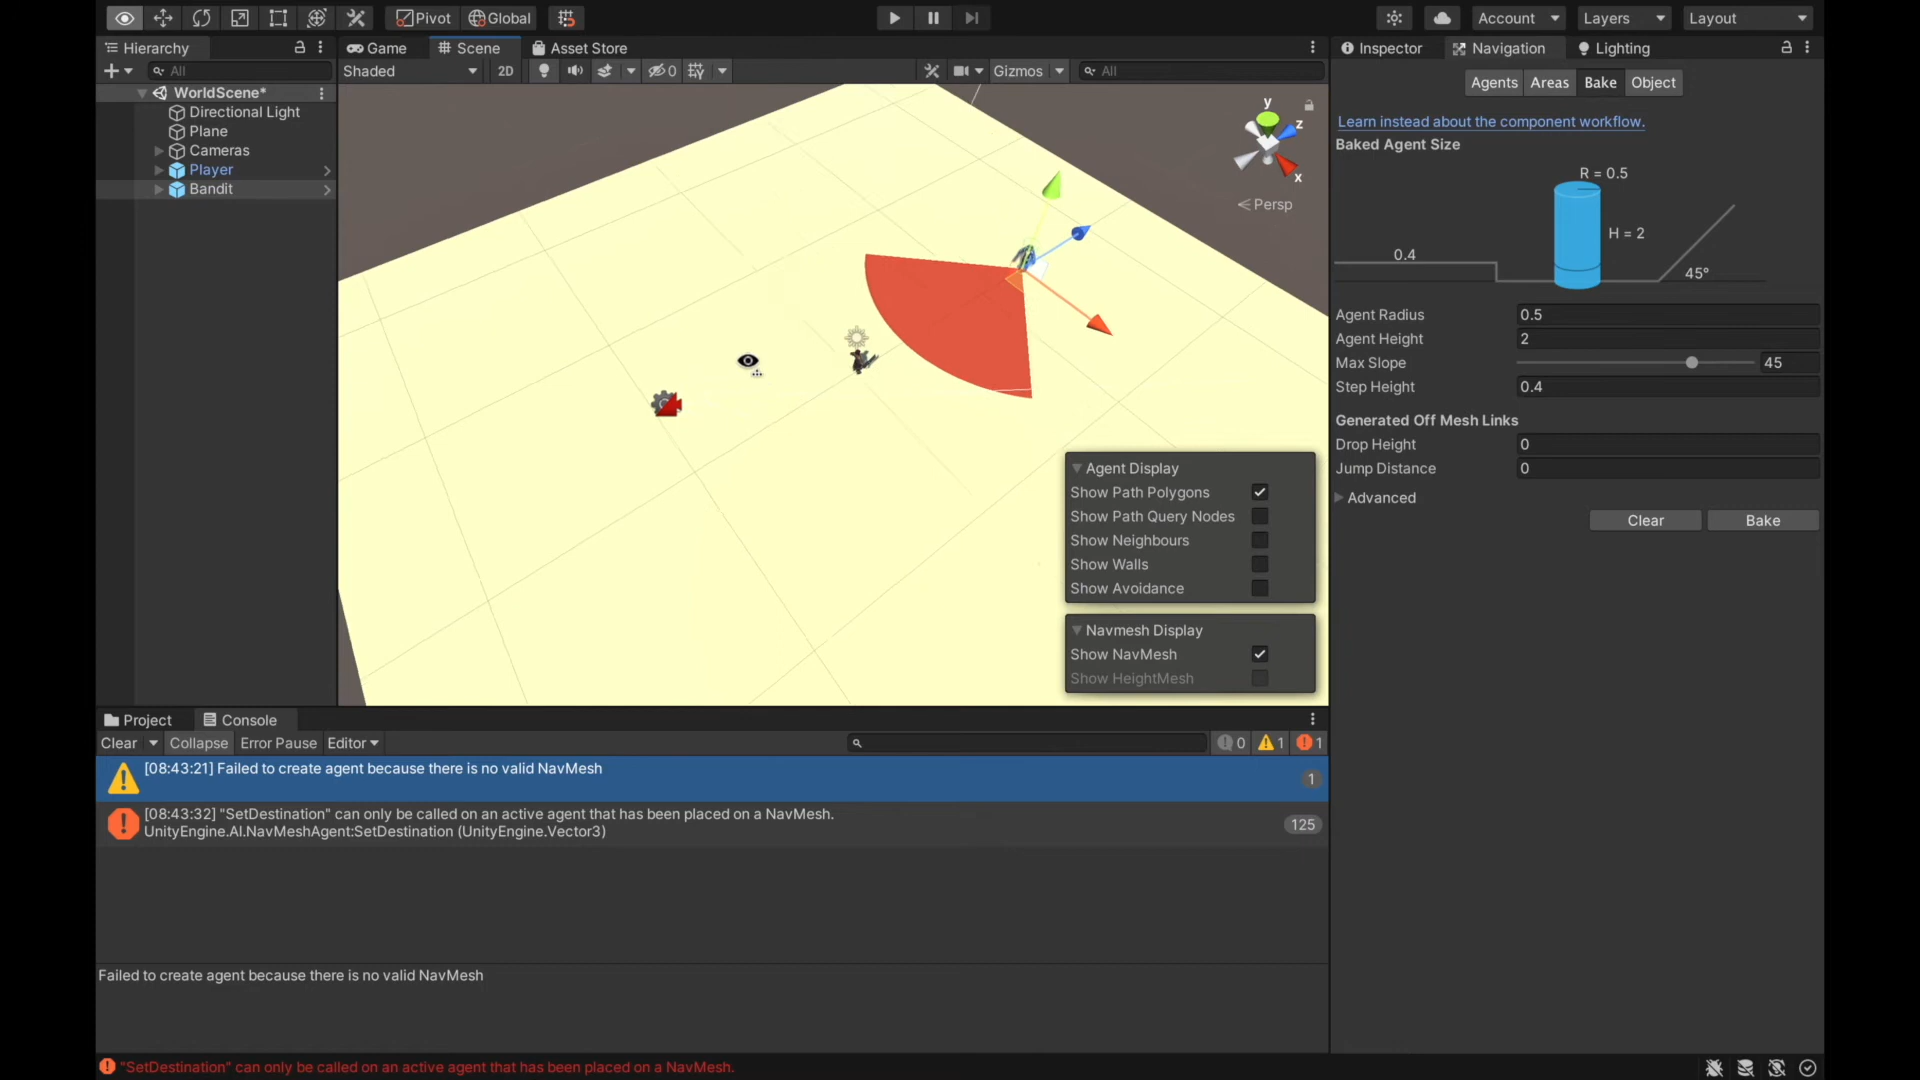 Pivot
Global
Account
Layers
Layout
Hierarchy
All
WorldScene*
Directional Light
Plane
Cameras
Player
Bandit
Game
Scene
Asset Store
Shaded
2D
0
Gizmos
All
y
z
x
Persp
Agent Display
Show Path Polygons
Show Path Query Nodes
Show Neighbours
Show Walls
Show Avoidance
Navmesh Display
Show NavMesh
Show HeightMesh
Inspector
Navigation
Lighting
Agents
Areas
Bake
Object
Learn instead about the component workflow.
Baked Agent Size
R = 0.5
H = 2
0.4
45°
Agent Radius 0.5
Agent Height 2
Max Slope 45
Step Height 0.4
Generated Off Mesh Links
Drop Height 0
Jump Distance 0
Advanced
Clear
Bake
Project
Console
Clear
Collapse
Error Pause
Editor
0
1
1
[08:43:21] Failed to create agent because there is no valid NavMesh
1
[08:43:32] "SetDestination" can only be called on an active agent that has been placed on a NavMesh.
UnityEngine.AI.NavMeshAgent:SetDestination (UnityEngine.Vector3)
125
Failed to create agent because there is no valid NavMesh
"SetDestination" can only be called on an active agent that has been placed on a NavMesh.